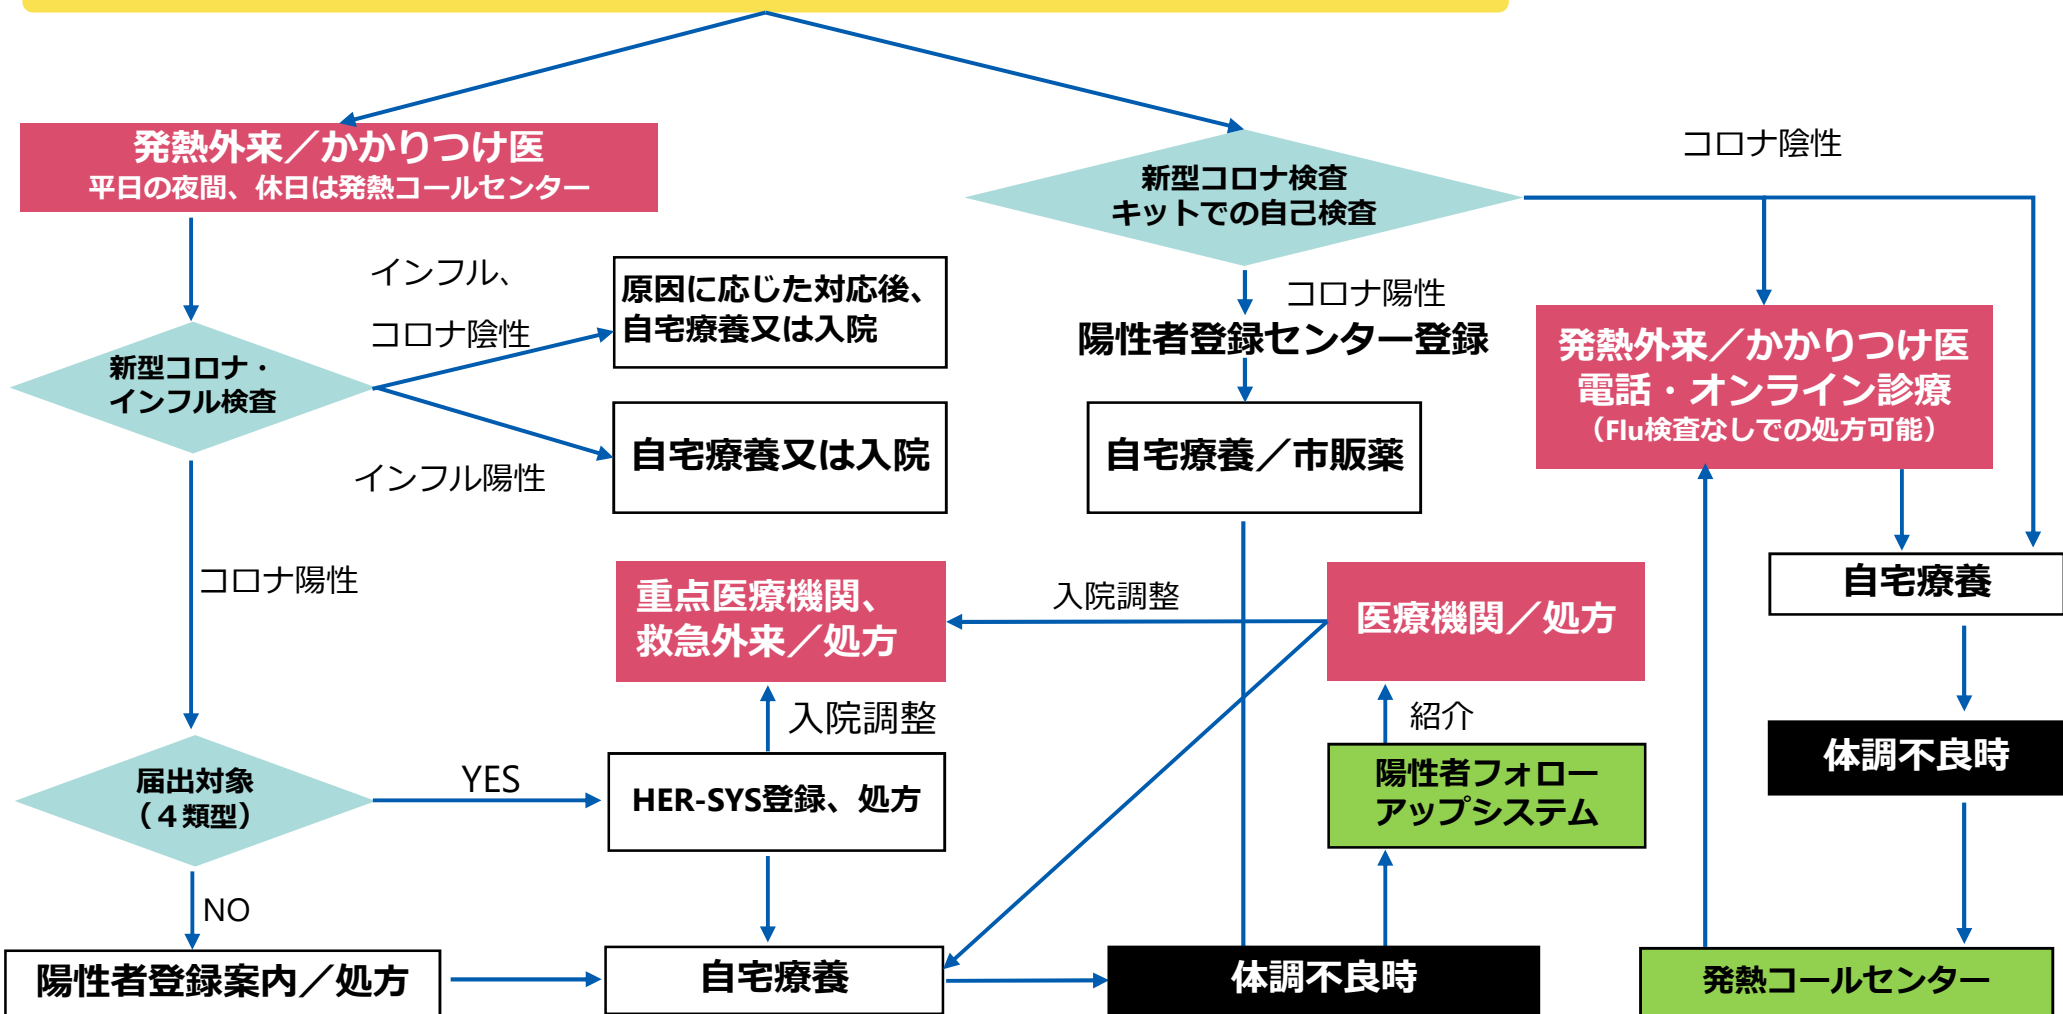 発熱外来／かかりつけ医
平日の夜間、休日は発熱コールセンター
新型コロナ検査
キットでの自己検査
コロナ陰性
インフル、
コロナ陰性
原因に応じた対応後、
自宅療養又は入院
コロナ陽性
陽性者登録センター登録
発熱外来／かかりつけ医
電話・オンライン診療
（Flu検査なしでの処方可能）
新型コロナ・
インフル検査
自宅療養又は入院
インフル陽性
自宅療養／市販薬
コロナ陽性
重点医療機関、
救急外来／処方
入院調整
医療機関／処方
自宅療養
入院調整
紹介
体調不良時
届出対象
（４類型）
YES
HER-SYS登録、処方
陽性者フォロー
アップシステム
NO
陽性者登録案内／処方
自宅療養
体調不良時
発熱コールセンター